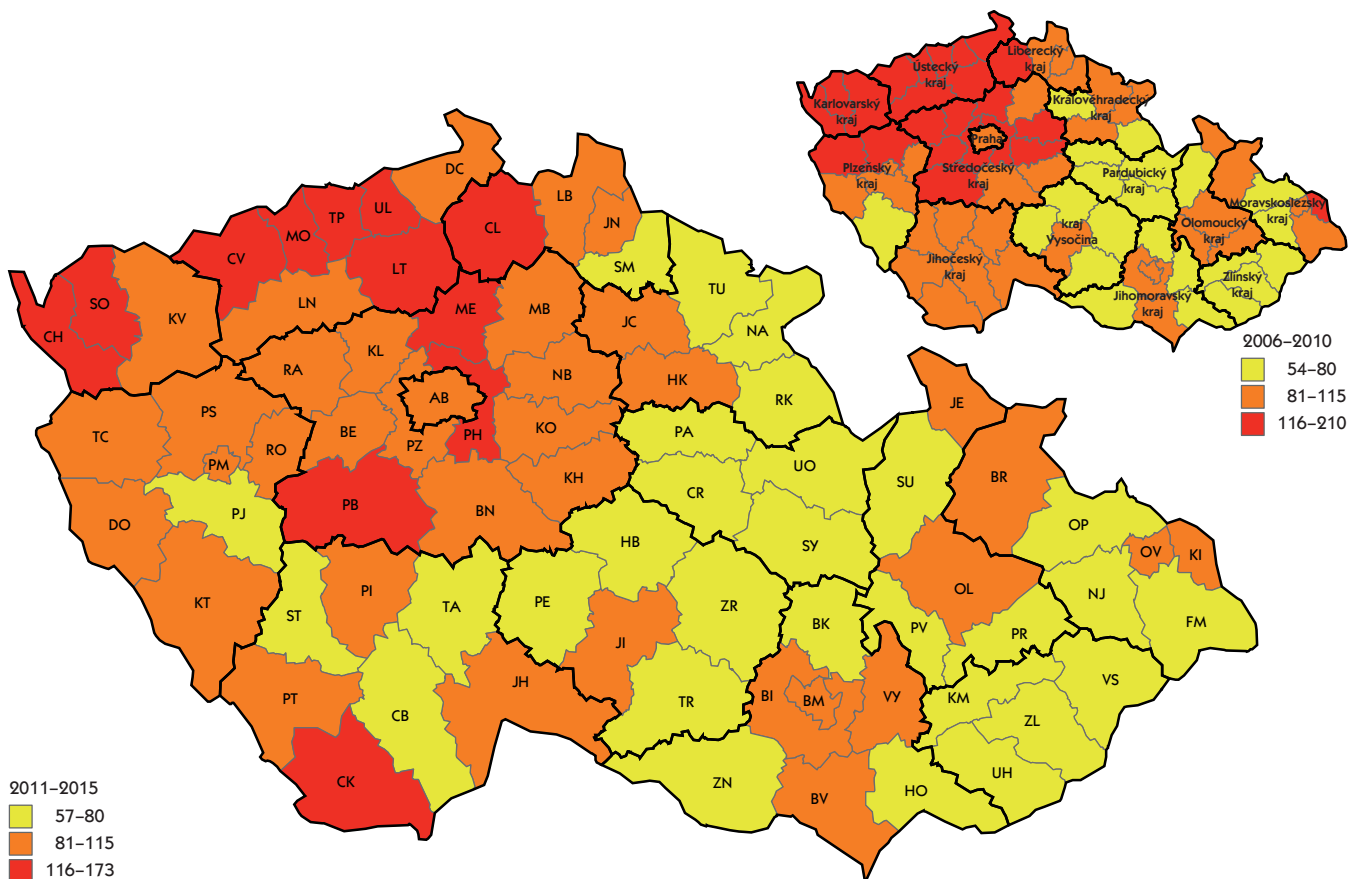 Liberecký
kraj
Ústecký
kraj
Karlovarský
kraj
Královéhradecký
kraj
Praha
Plzeňský
kraj
Středočeský
kraj
Pardubický
kraj
Moravskoslezský
kraj
Olomoucký
kraj
kraj
Vysočina
Jihočeský
kraj
Zlínský
kraj
Jihomoravský
kraj
2006–2010
54–80
81–115
116–210
DC
LB
JN
UL
TP
MO
CV
CL
LT
SM
SO
CH
KV
LN
ME
MB
TU
NA
JC
KL
RA
AB
NB
HK
RK
PS
TC
BE
PZ
PH
KO
PA
JE
RO
PM
KH
UO
SU
BR
PJ
PB
BN
CR
DO
OP
HB
SY
OV
KI
KT
PI
ST
TA
PE
ZR
BK
OL
NJ
FM
PV
PR
JI
PT
JH
TR
BI
BM
VY
KM
VS
CB
ZL
CK
ZN
BV
HO
UH
2011–2015
57–80
81–115
116–173